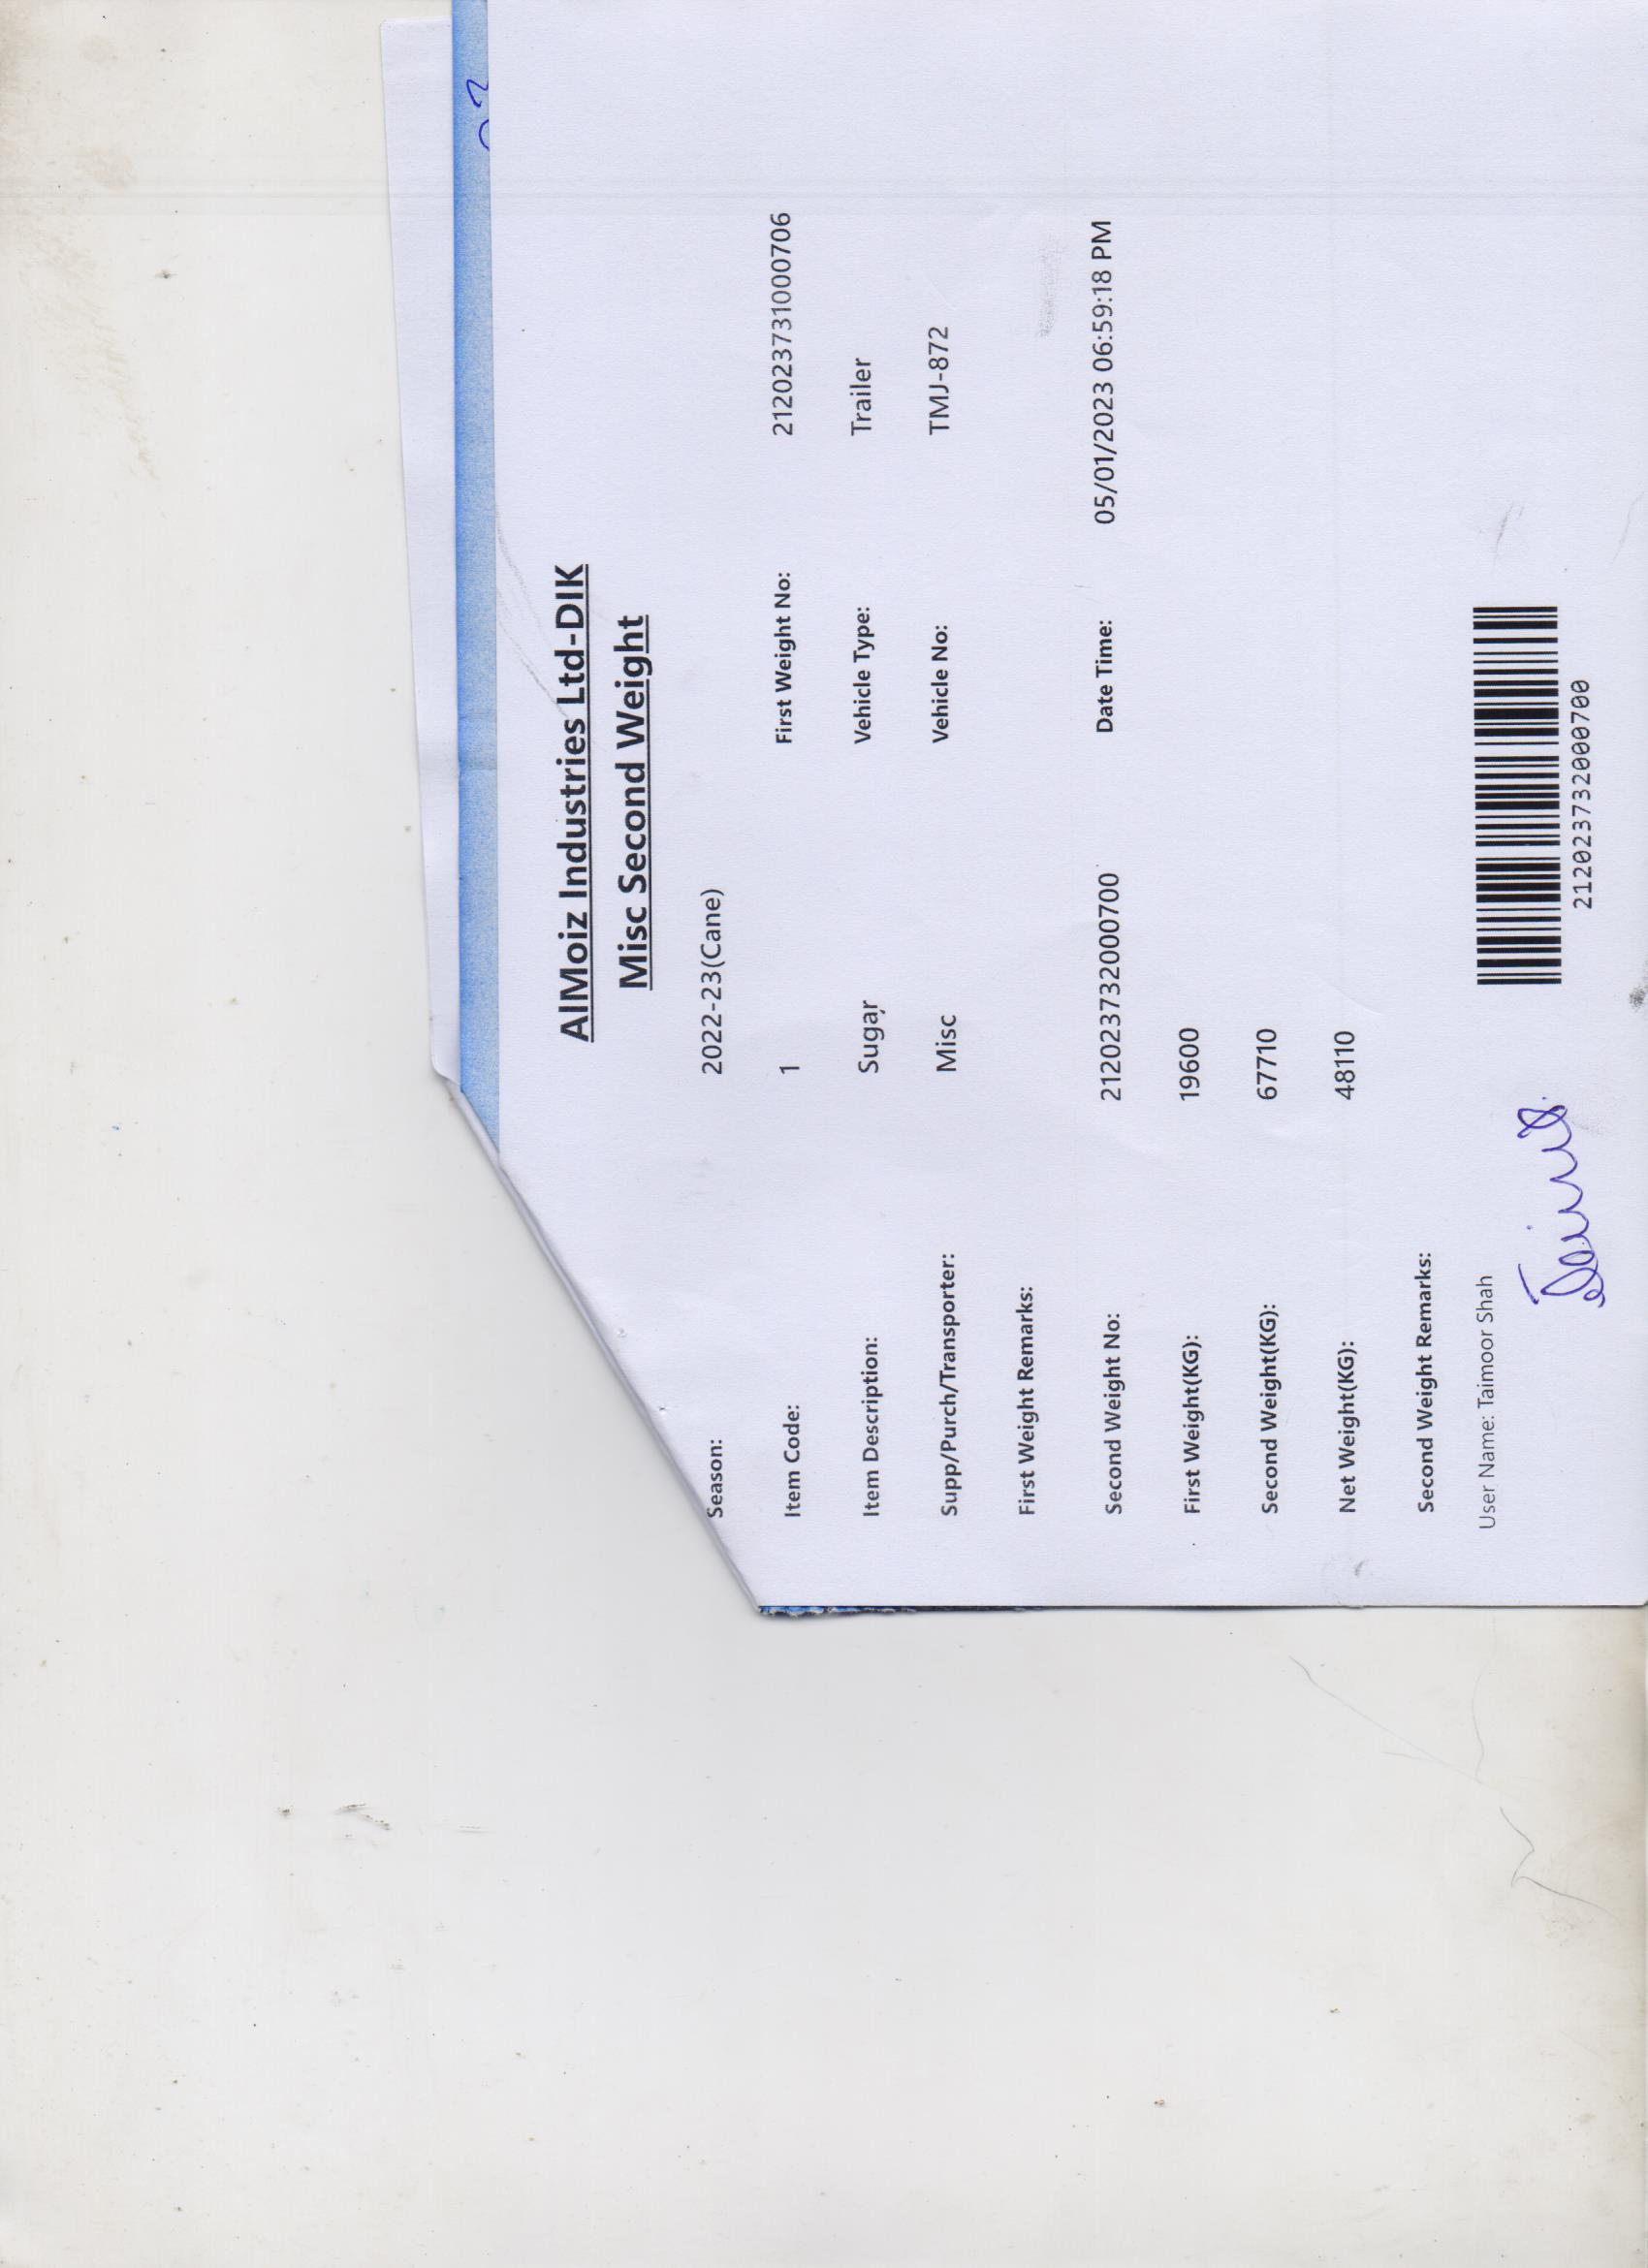 AlMoiz Industries Ltd-DIK
Misc Second Weight
Season: 2022-23(Cane)
Item Code: 1 First Weight No: 2120237310007​06
Item Description: Sugar Vehicle Type: Trailer
Supp/Purch/Transporter: Misc Vehicle No: TMJ-872
First Weight Remarks:
Second Weight No: 212023732000700 Date Time: 05/01/2023 06:59:18 PM
First Weight(KG): 19600
Second Weight(KG): 67710
Net Weight(KG): 48110
Second Weight Remarks:
User Name: Taimoor Shah
212023732000700